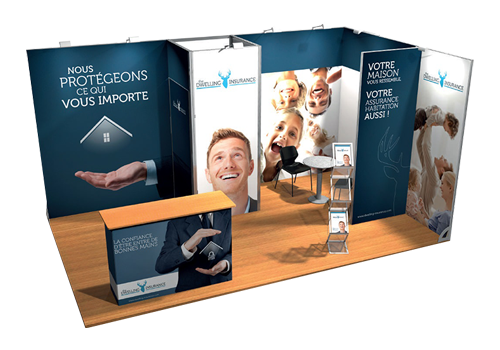 NOUS
PROTÉGEONS
CE QUI
VOUS IMPORTE
DWELLING INSURANCE
DWELLING INSURANCE
VOTRE
MAISON
VOUS RESSEMBLE,
VOTRE
ASSURANCE
HABITATION
AUSSI !
LA CONFIANCE
D'ÊTRE ENTRE DE
BONNES MAINS
DWELLING INSURANCE